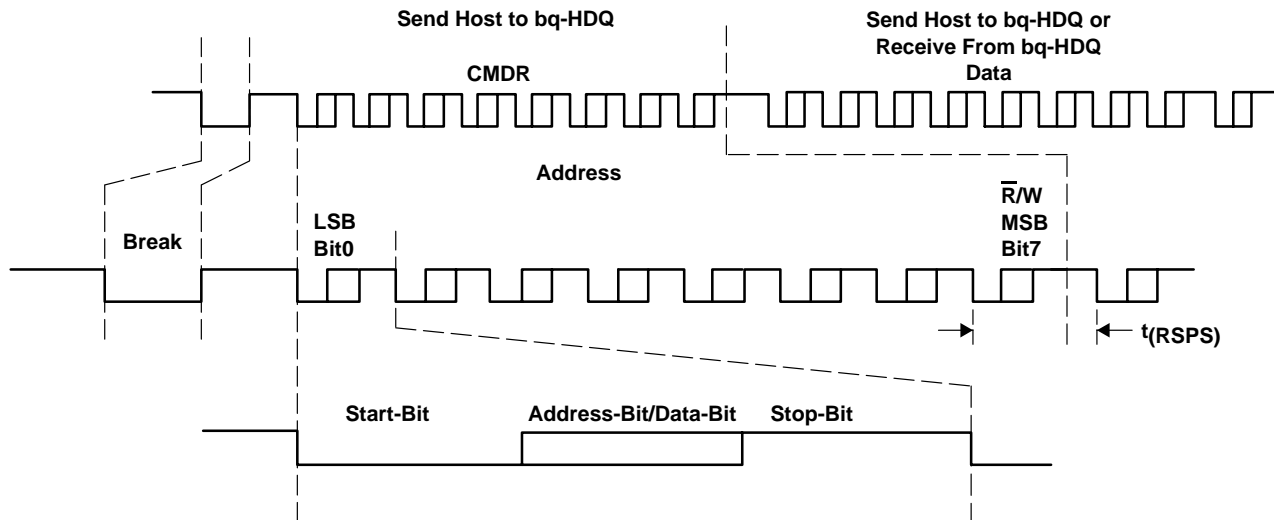 Send Host to bq-HDQ
Send Host to bq-HDQ or
Receive From bq-HDQ
Data
CMDR
Address
R̅/W
MSB
Bit7
LSB
Bit0
Break
t(RSPS)
Start-Bit
Address-Bit/Data-Bit
Stop-Bit